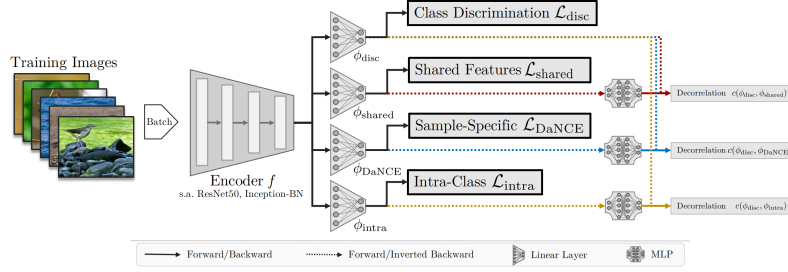 Training Images
Batch
Encoder f
s.a. ResNet50, Inception-BN
ϕdisc
Class Discrimination ℒdisc
ϕshared
Shared Features ℒshared
Decorrelation c(ϕdisc, ϕshared)
ϕDaNCE
Sample-Specific ℒDaNCE
Decorrelation c(ϕdisc, ϕDaNCE
ϕintra
Intra-Class ℒintra
Decorrelation c(ϕdisc, ϕintra)
Forward/Backward
Forward/Inverted Backward
Linear Layer
MLP